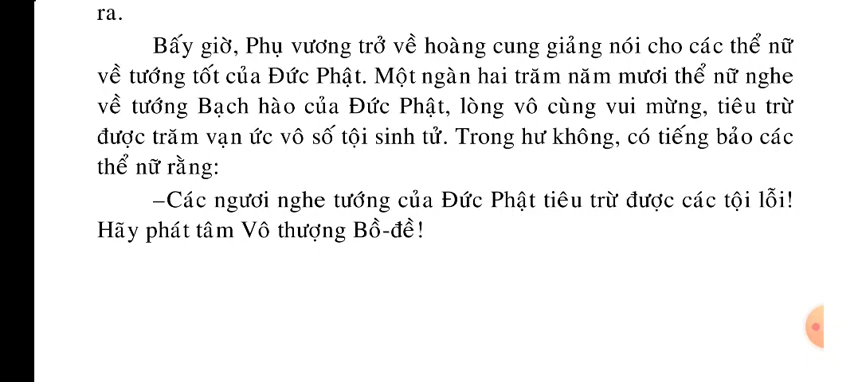 ra.
Bấy giờ, Phụ vương trở về hoàng cung giảng nói cho các thể nữ
về tướng tốt của Đức Phật. Một ngàn hai trăm năm mươi thể nữ nghe
về tướng Bạch hào của Đức Phật, lòng vô cùng vui mừng, tiêu trừ
được trăm vạn ức vô số tội sinh tử. Trong hư không, có tiếng bảo các
thể nữ rằng:
–Các ngươi nghe tướng của Đức Phật tiêu trừ được các tội lỗi!
Hãy phát tâm Vô thượng Bồ-đề!